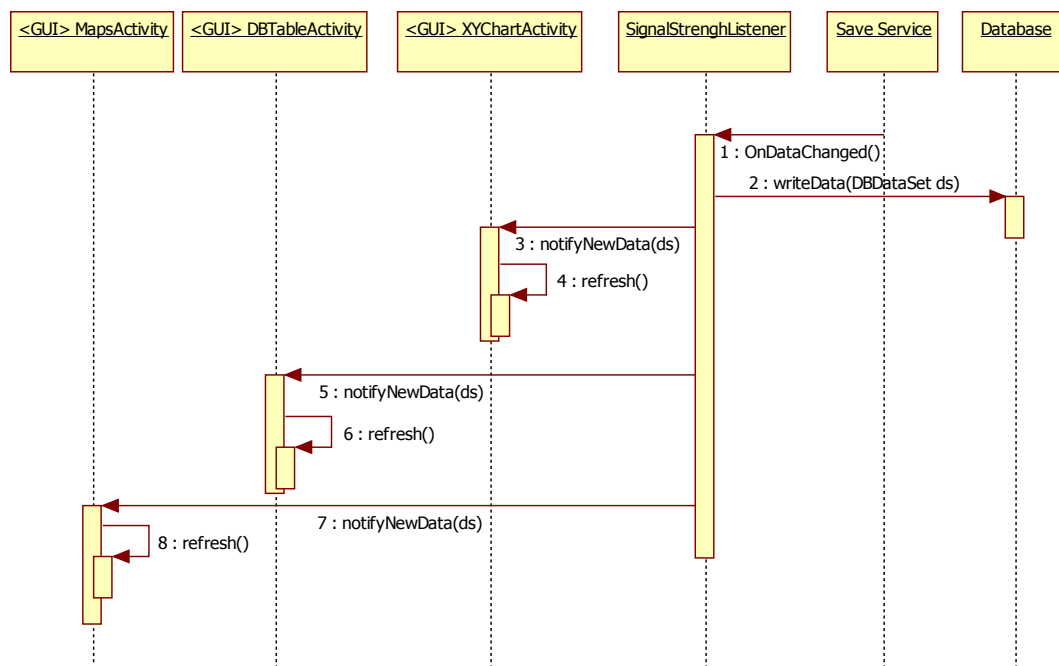 <GUI> MapsActivity
<GUI> DBTableActivity
<GUI> XYChartActivity
SignalStrenghListener
Save Service
Database
1 : OnDataChanged()
2 : writeData(DBDataSet ds)
3 : notifyNewData(ds)
4 : refresh()
5 : notifyNewData(ds)
6 : refresh()
7 : notifyNewData(ds)
8 : refresh()